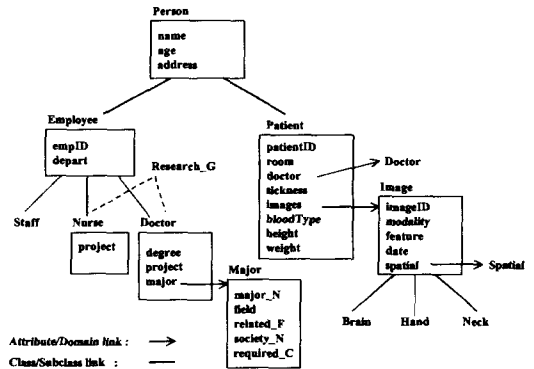 Person
name
age
address
Employee
empID
depart
Research_G
Staff
Nurse
project
Doctor
degree
project
major
Major
major_N
field
related_F
society_N
required_C
Patient
patientID
room
doctor
sickness
images
bloodType
height
weight
Doctor
Image
imageID
modality
feature
date
spatial
Spatial
Brain
Hand
Neck
Attribute/Domain link :
Class/Subclass link :